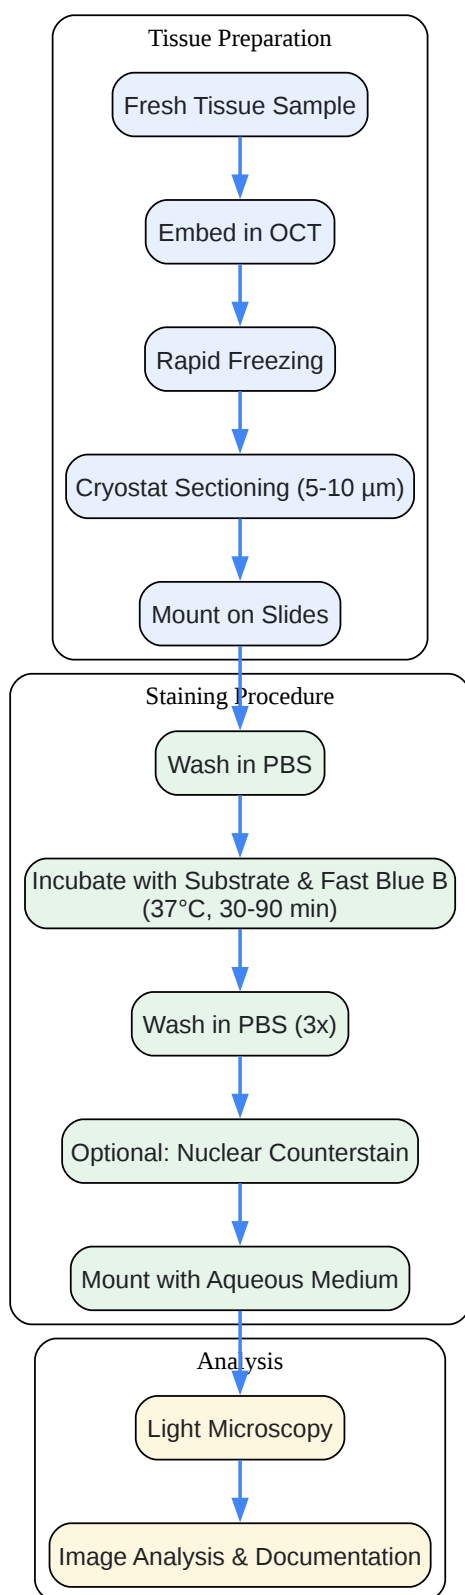 Tissue Preparation
Fresh Tissue Sample
Embed in OCT
Rapid Freezing
Cryostat Sectioning (5-10 µm)
Mount on Slides
Staining Procedure
Wash in PBS
Incubate with Substrate & Fast Blue B
(37°C, 30-90 min)
Wash in PBS (3x)
Optional: Nuclear Counterstain
Mount with Aqueous Medium
Analysis
Light Microscopy
Image Analysis & Documentation